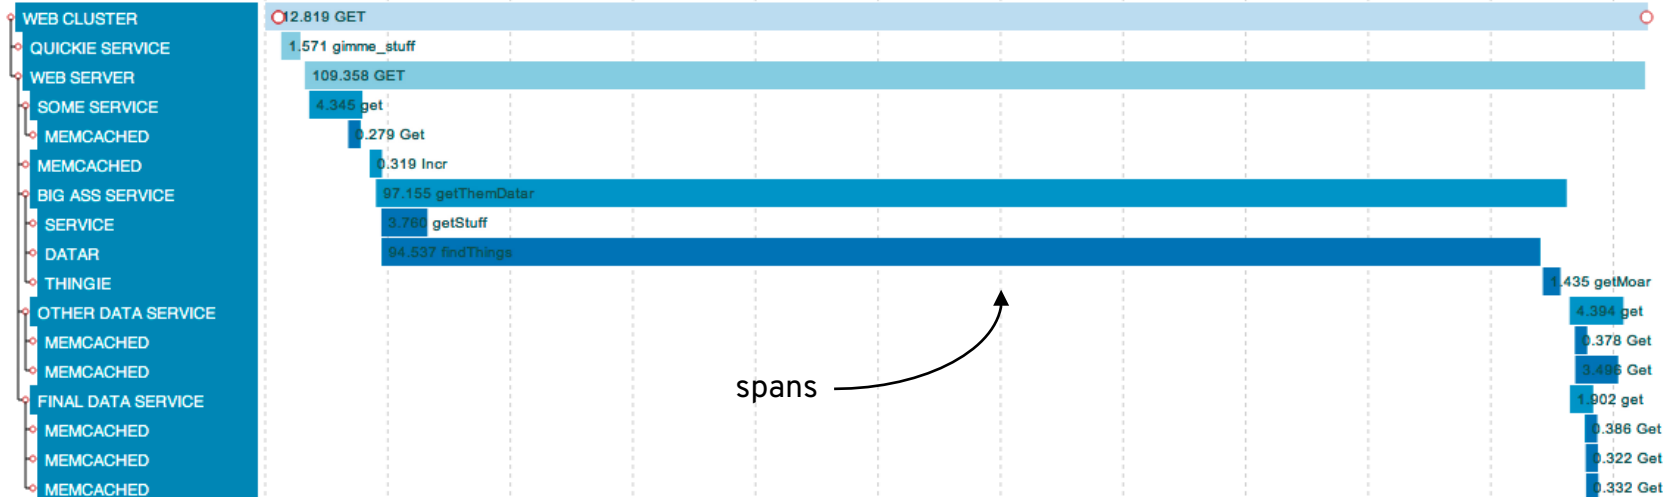 WEB CLUSTER 12.819 GET
QUICKIE SERVICE 1.571 gimme_stuff
WEB SERVER 109.358 GET
SOME SERVICE 4.345 get
MEMCACHED 0.279 Get
MEMCACHED 0.319 Incr
BIG ASS SERVICE 97.155 getThemDatar
SERVICE 3.760 getStuff
DATAR 94.537 findThings
THINGIE 1.435 getMoar
OTHER DATA SERVICE 4.394 get
MEMCACHED 0.378 Get
MEMCACHED 3.496 Get
spans
FINAL DATA SERVICE 1.902 get
MEMCACHED 0.386 Get
MEMCACHED 0.322 Get
MEMCACHED 0.332 Get